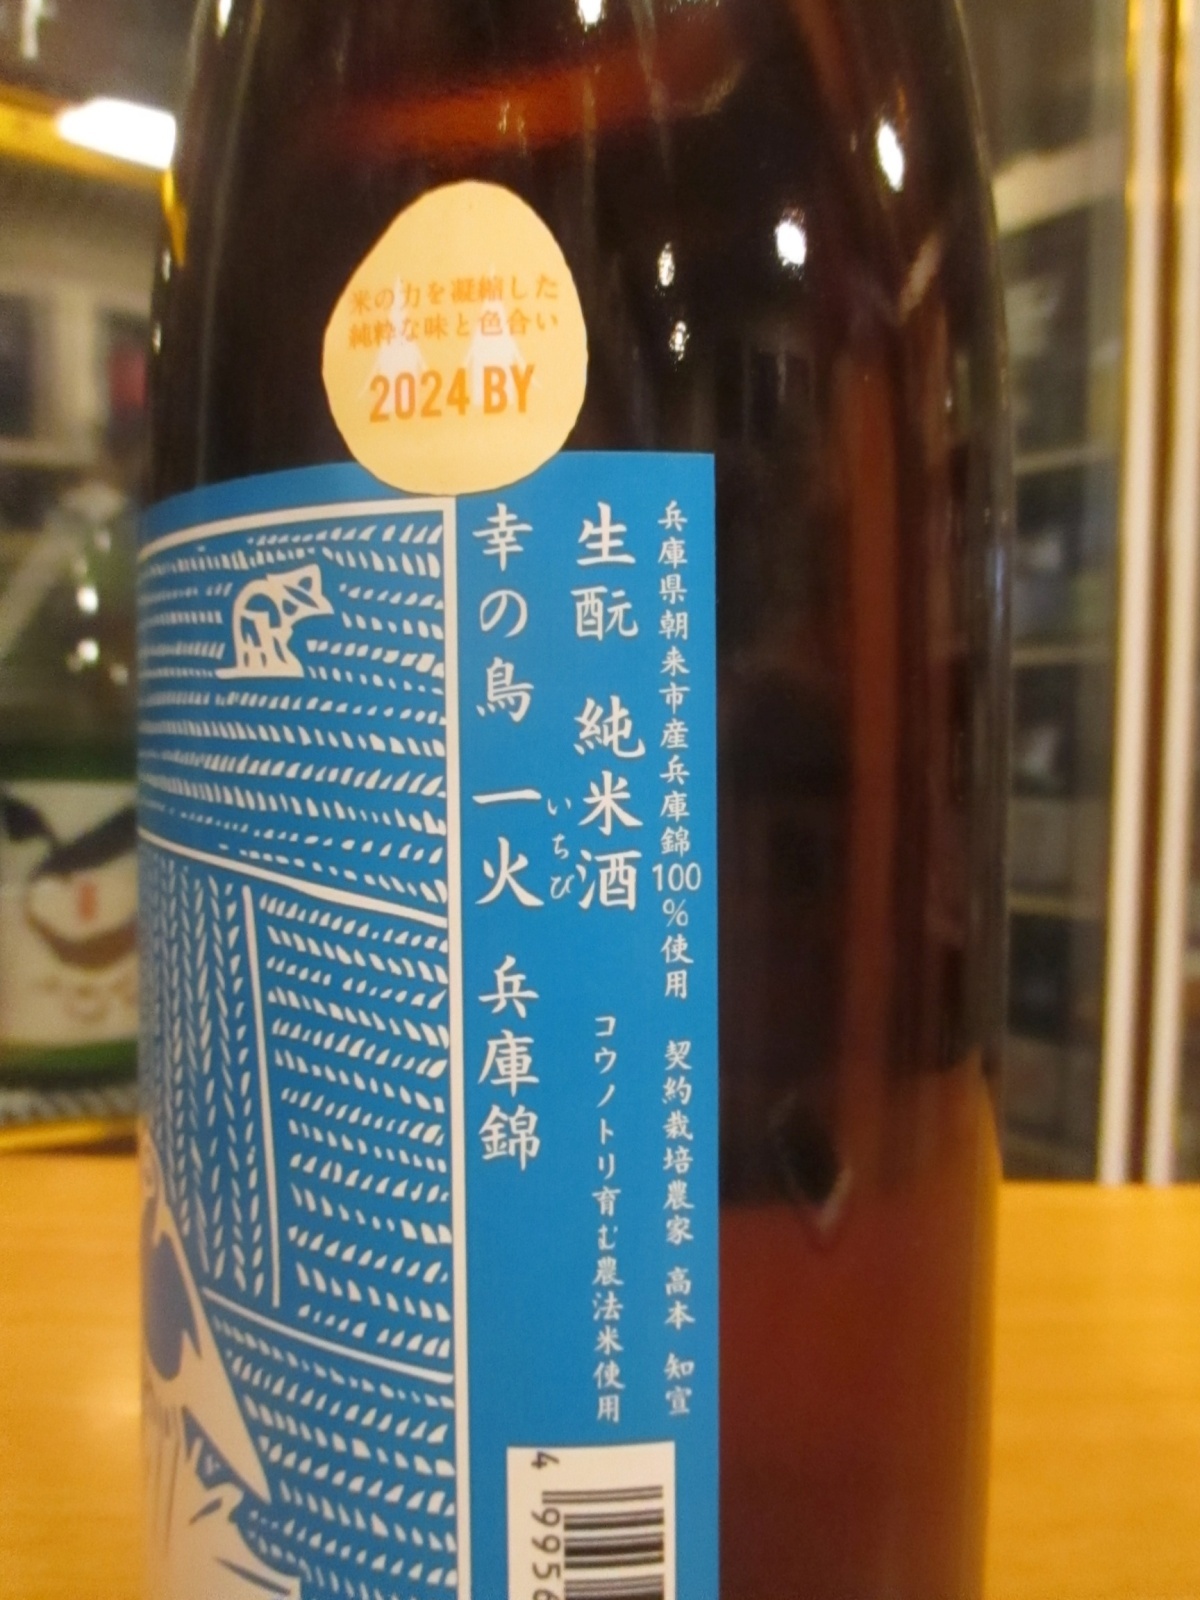 米の力を凝縮した
純粋な味と色合い
2024 BY
兵庫県朝来市産兵庫錦100%使用 契約栽培農家 高本 知宣
生酛 純米酒 コウノトリ育む農法米使用
幸の鳥 一火 兵庫錦
いちび
4 9956